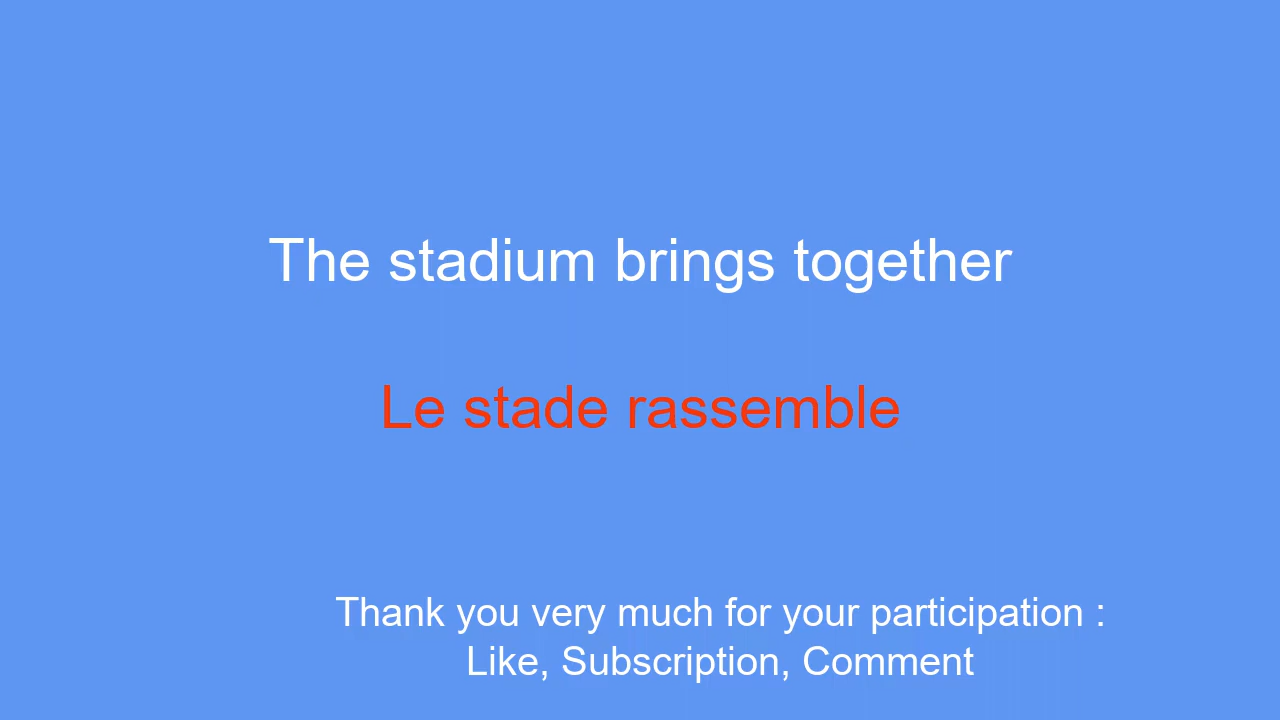 The stadium brings together
Le stade rassemble
Thank you very much for your participation :
Like, Subscription, Comment